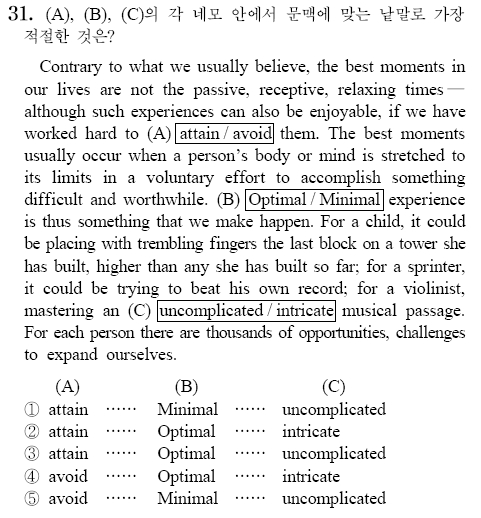 31. (A), (B), (C)의 각 네모 안에서 문맥에 맞는 낱말로 가장
적절한 것은?
Contrary to what we usually believe, the best moments in
our lives are not the passive, receptive, relaxing times—
although such experiences can also be enjoyable, if we have
worked hard to (A) attain / avoid them. The best moments
usually occur when a person's body or mind is stretched to
its limits in a voluntary effort to accomplish something
difficult and worthwhile. (B) Optimal / Minimal experience
is thus something that we make happen. For a child, it could
be placing with trembling fingers the last block on a tower she
has built, higher than any she has built so far; for a sprinter,
it could be trying to beat his own record; for a violinist,
mastering an (C) uncomplicated / intricate musical passage.
For each person there are thousands of opportunities, challenges
to expand ourselves.
(A) (B) (C)
① attain …… Minimal …… uncomplicated
② attain …… Optimal …… intricate
③ attain …… Optimal …… uncomplicated
④ avoid …… Optimal …… intricate
⑤ avoid …… Minimal …… uncomplicated